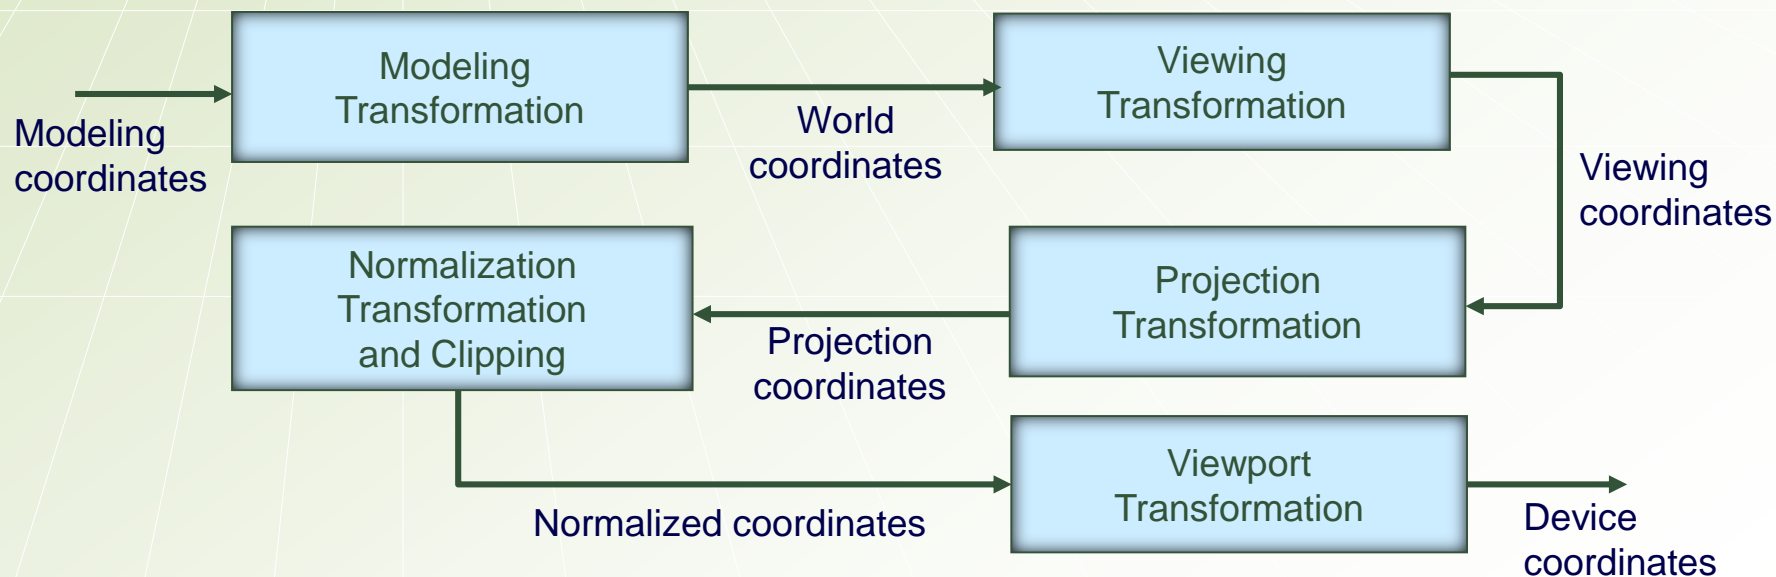 Modeling
coordinates
Modeling
Transformation
World
coordinates
Viewing
Transformation
Viewing
coordinates
Projection
Transformation
Projection
coordinates
Normalization
Transformation
and Clipping
Normalized coordinates
Viewport
Transformation
Device
coordinates